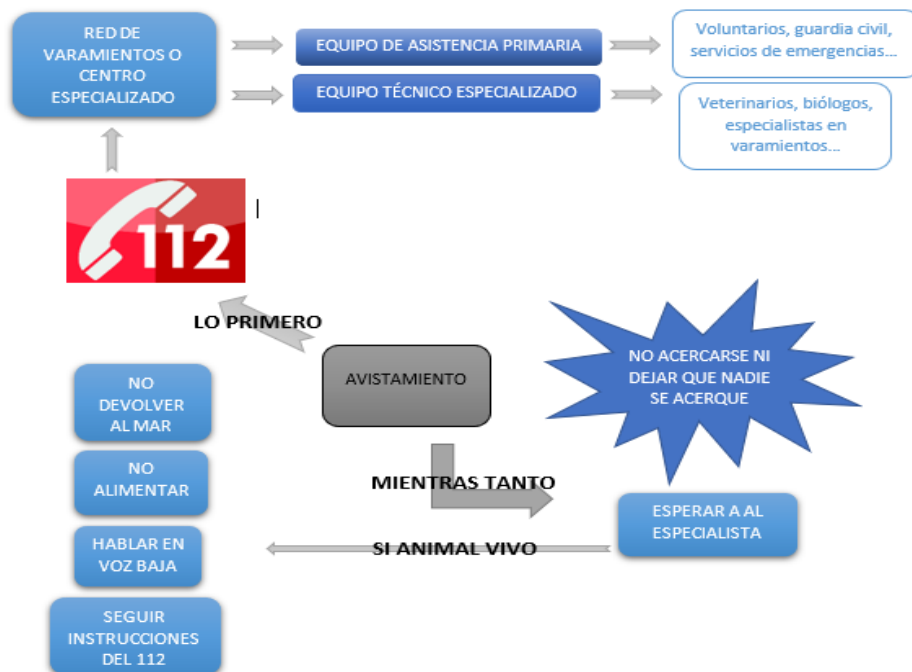 RED DE
VARAMIENTOS O
CENTRO
ESPECIALIZADO
EQUIPO DE ASISTENCIA PRIMARIA
Voluntarios, guardia civil,
servicios de emergencias...
EQUIPO TÉCNICO ESPECIALIZADO
Veterinarios, biólogos,
especialistas en
varamientos...
112
LO PRIMERO
AVISTAMIENTO
NO ACERCARSE NI
DEJAR QUE NADIE
SE ACERQUE
MIENTRAS TANTO
ESPERAR A AL
ESPECIALISTA
SI ANIMAL VIVO
NO
DEVOLVER
AL MAR
NO
ALIMENTAR
HABLAR EN
VOZ BAJA
SEGUIR
INSTRUCCIONES
DEL 112